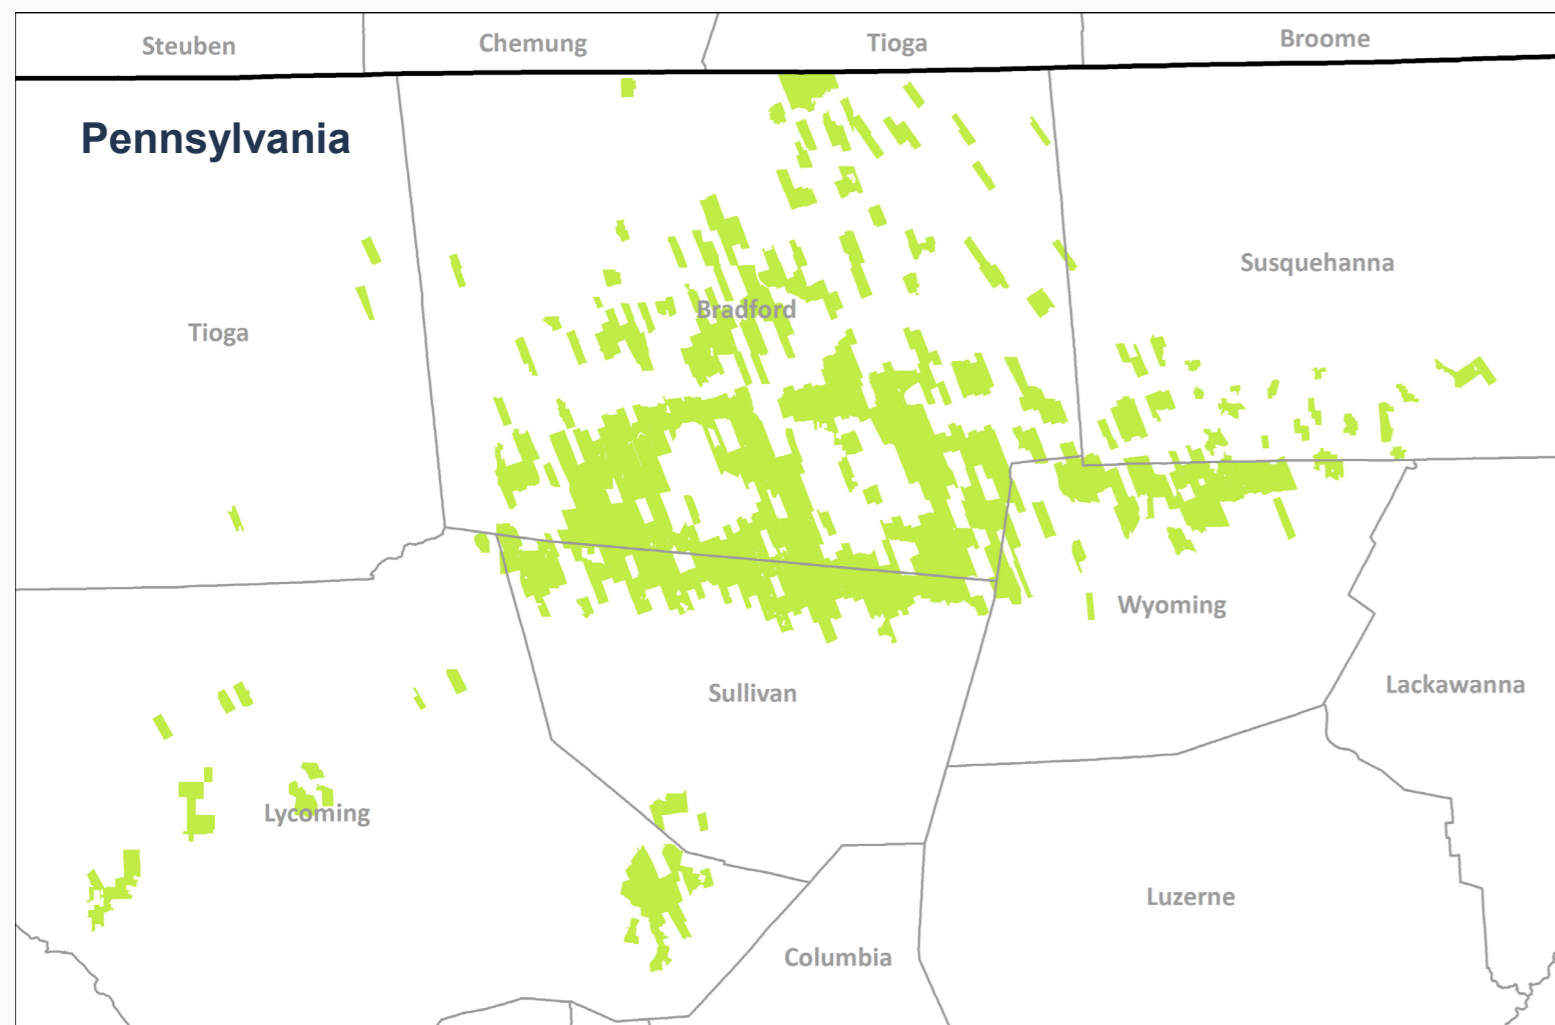 Steuben
Chemung
Tioga
Broome
Pennsylvania
Susquehanna
Bradford
Tioga
Wyoming
Sullivan
Lackawanna
Lycoming
Luzerne
Columbia